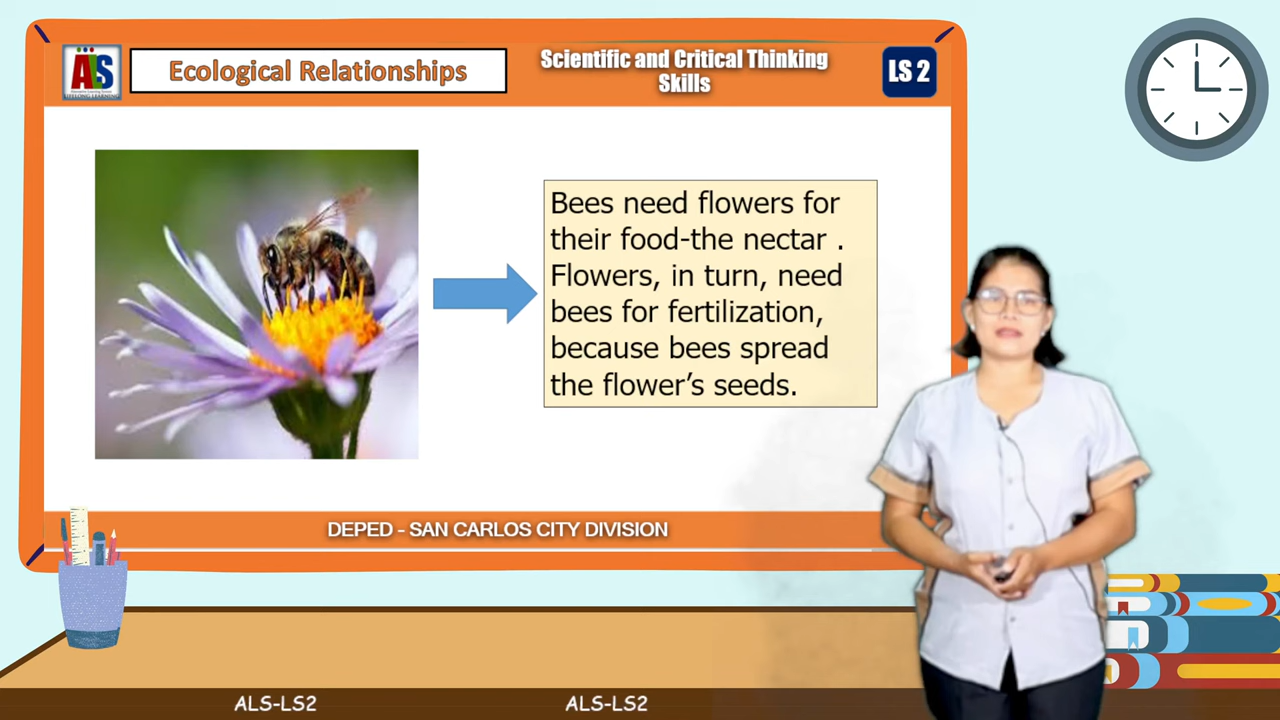 ALS
Ecological Relationships
Scientific and Critical Thinking
Skills
LS 2
Bees need flowers for
their food-the nectar .
Flowers, in turn, need
bees for fertilization,
because bees spread
the flower’s seeds.
DEPED - SAN CARLOS CITY DIVISION
ALS-LS2
ALS-LS2